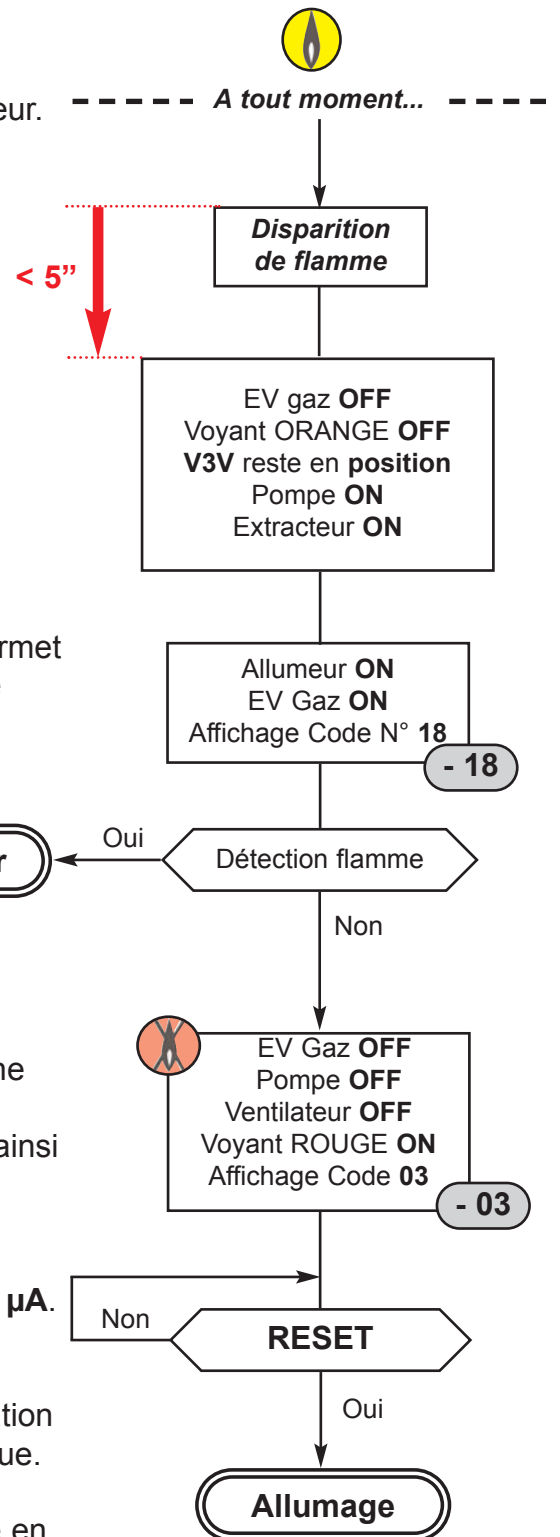 eur.
A tout moment...
Disparition
de flamme
< 5”
EV gaz OFF
Voyant ORANGE OFF
V3V reste en position
Pompe ON
Extracteur ON
rmet
Allumeur ON
EV Gaz ON
Affichage Code N° 18
- 18
r
Oui
Détection flamme
Non
EV Gaz OFF
Pompe OFF
Ventilateur OFF
Voyant ROUGE ON
Affichage Code 03
- 03
ne
ainsi
µA.
Non
RESET
Oui
tion
ue.
Allumage
en